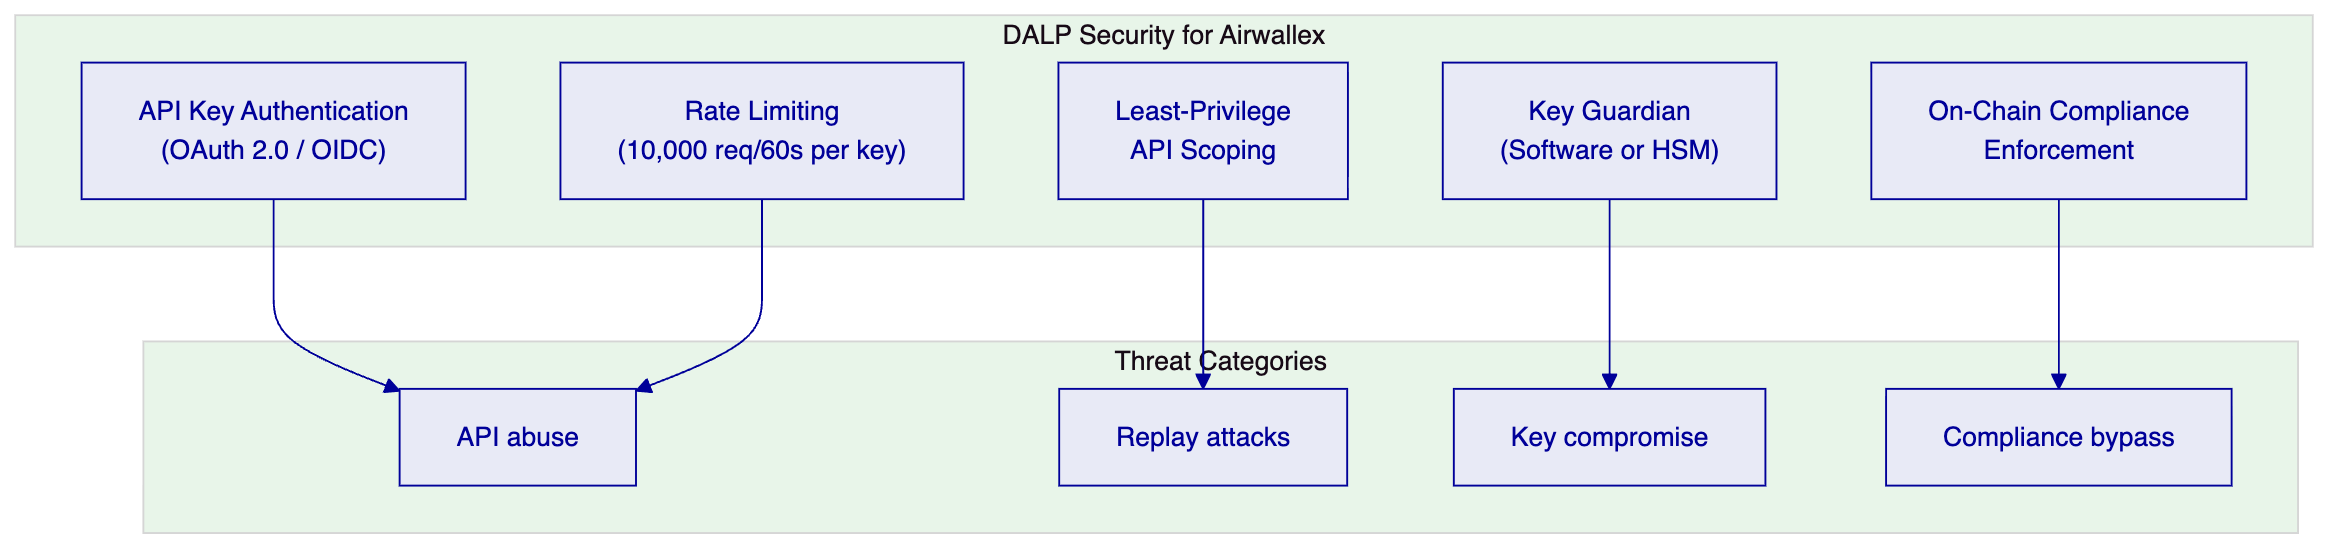 DALP Security for Airwallex
API Key Authentication
(OAuth 2.0 / OIDC)
Rate Limiting
(10,000 req/60s per key)
Least-Privilege
API Scoping
Key Guardian
(Software or HSM)
On-Chain Compliance
Enforcement
Threat Categories
API abuse
Replay attacks
Key compromise
Compliance bypass